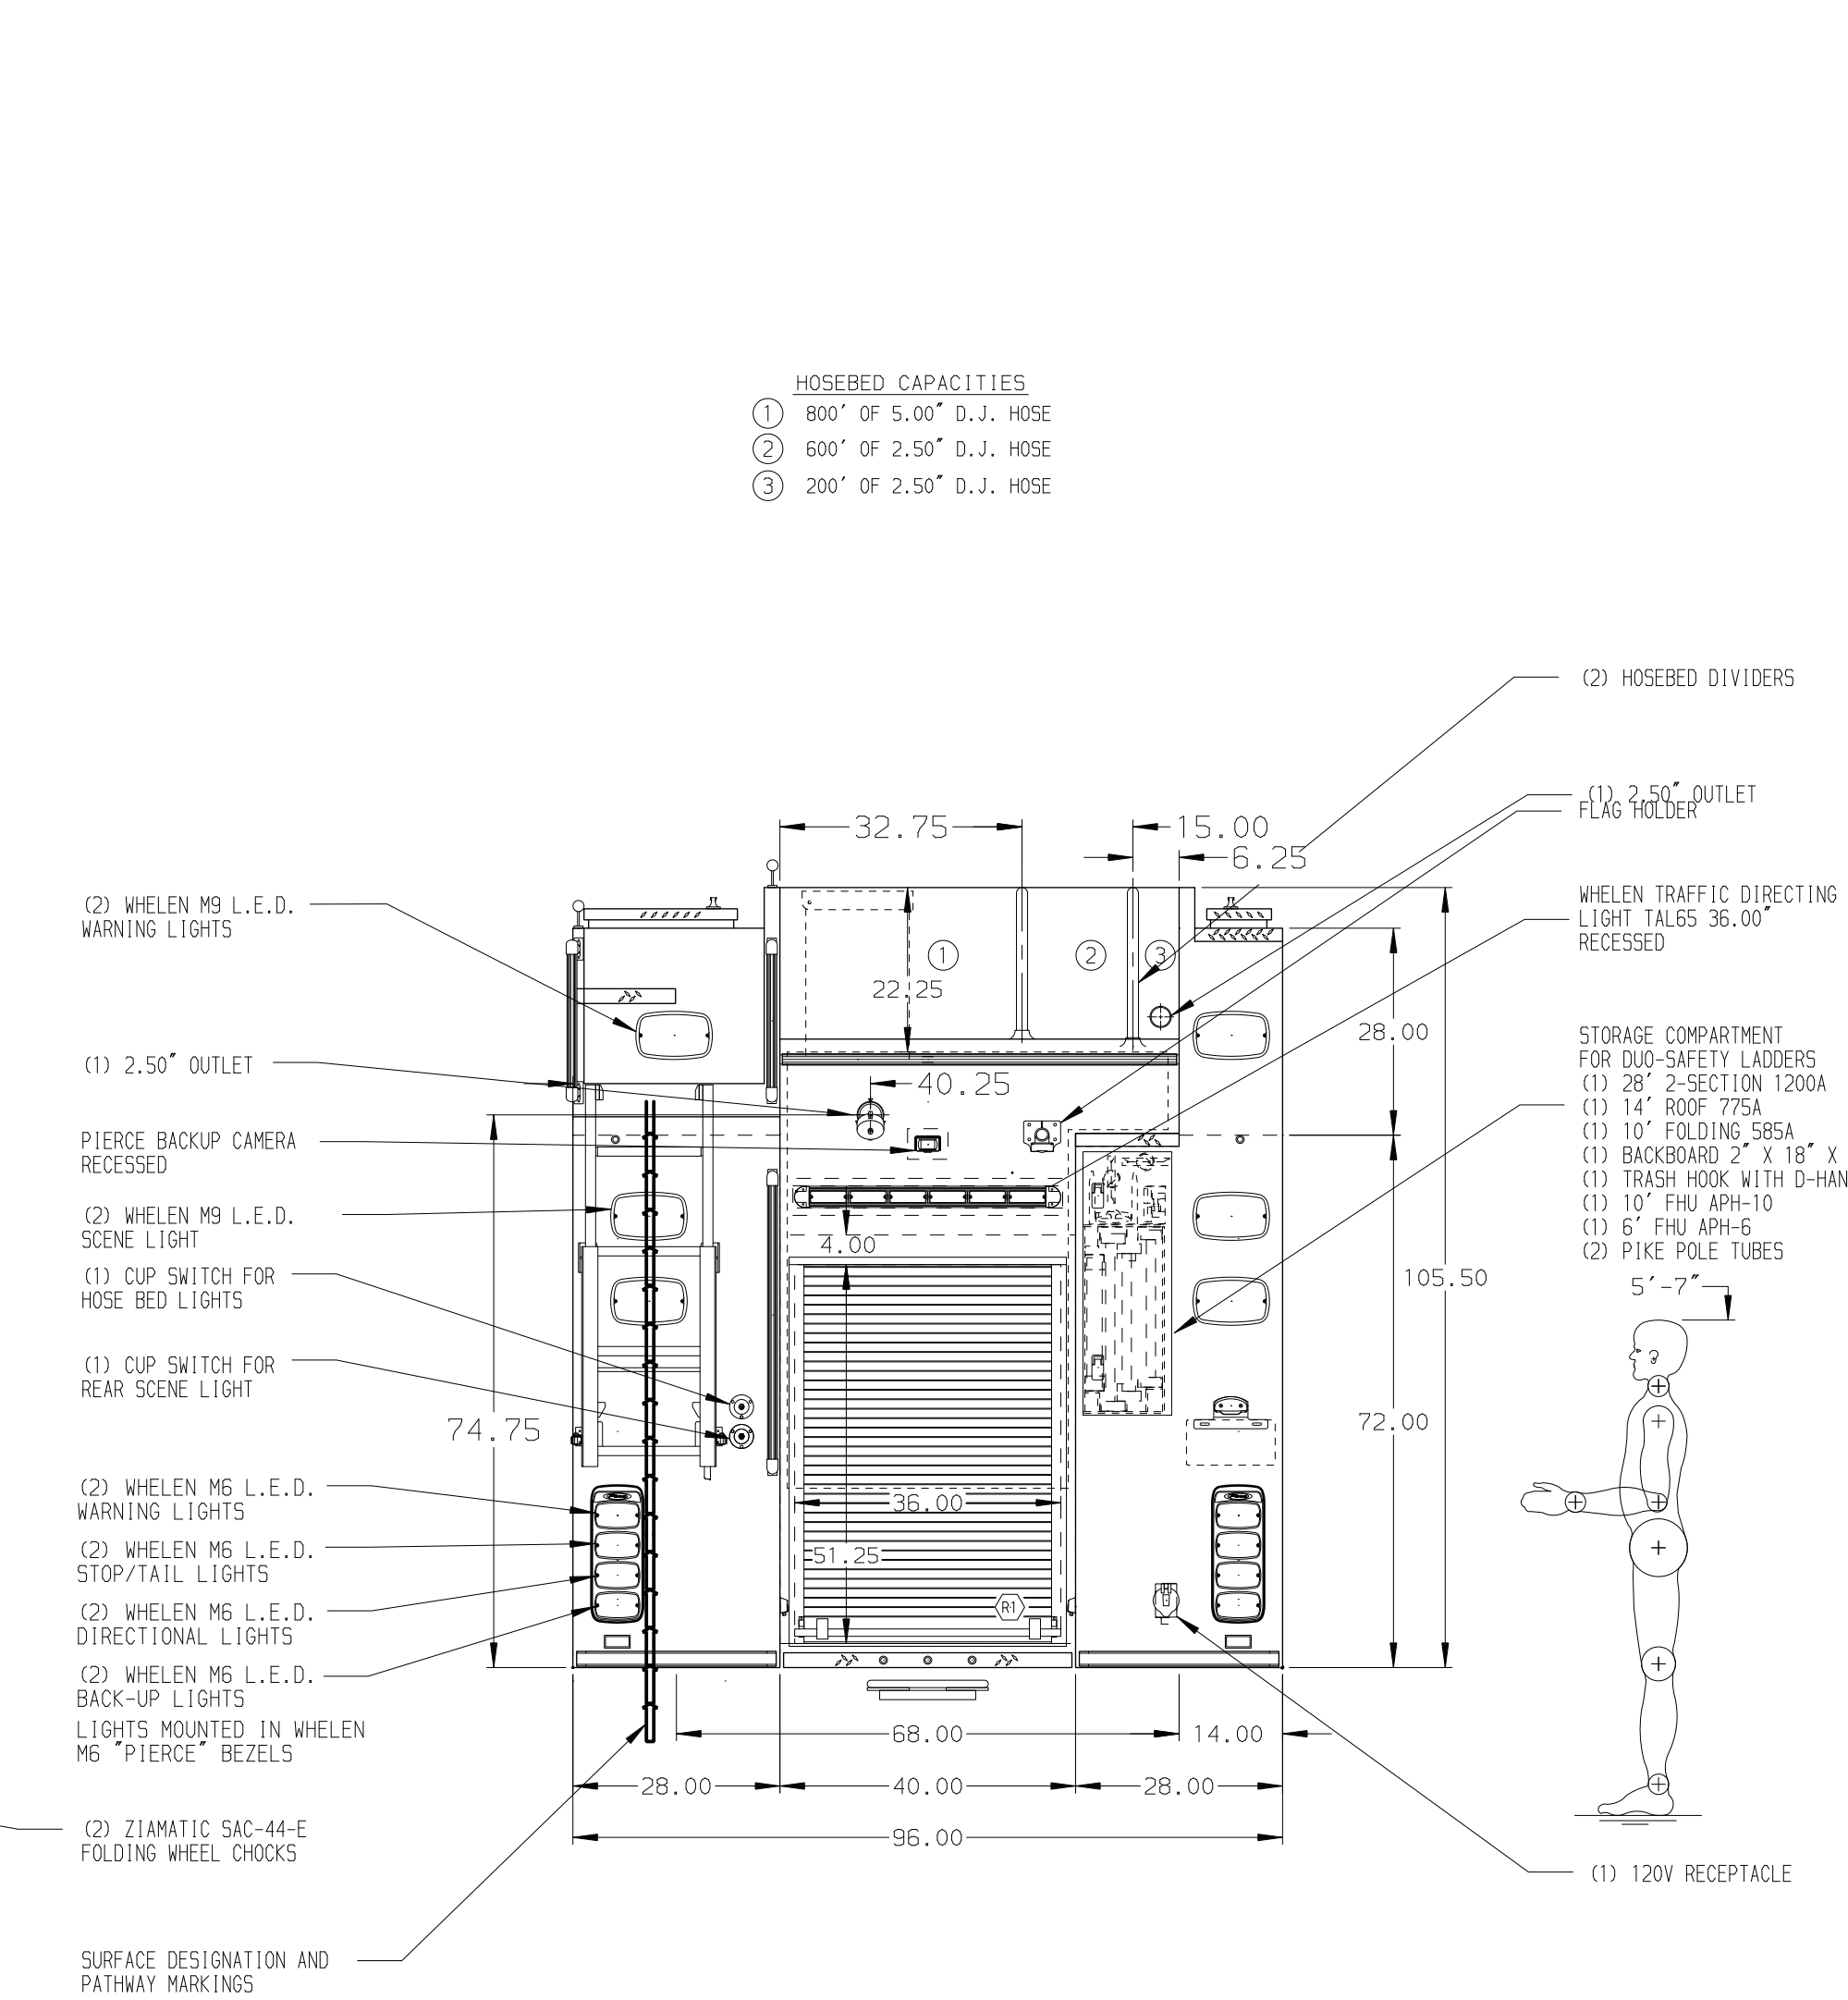 HOSEBED CAPACITIES
1 800' OF 5.00" D.J. HOSE
2 600' OF 2.50" D.J. HOSE
3 200' OF 2.50" D.J. HOSE
(2) HOSEBED DIVIDERS
(1) 2.50" OUTLET
FLAG HOLDER
WHELEN TRAFFIC DIRECTING
LIGHT TAL65 36.00"
RECESSED
STORAGE COMPARTMENT
FOR DUO-SAFETY LADDERS
(1) 28' 2-SECTION 1200A
(1) 14' ROOF 775A
(1) 10' FOLDING 585A
(1) BACKBOARD 2" X 18" X
(1) TRASH HOOK WITH D-HAN
(1) 10' FHU APH-10
(1) 6' FHU APH-6
(2) PIKE POLE TUBES
5'-7"
(1) 120V RECEPTACLE
(2) WHELEN M9 L.E.D.
WARNING LIGHTS
(1) 2.50" OUTLET
PIERCE BACKUP CAMERA
RECESSED
(2) WHELEN M9 L.E.D.
SCENE LIGHT
(1) CUP SWITCH FOR
HOSE BED LIGHTS
(1) CUP SWITCH FOR
REAR SCENE LIGHT
(2) WHELEN M6 L.E.D.
WARNING LIGHTS
(2) WHELEN M6 L.E.D.
STOP/TAIL LIGHTS
(2) WHELEN M6 L.E.D.
DIRECTIONAL LIGHTS
(2) WHELEN M6 L.E.D.
BACK-UP LIGHTS
LIGHTS MOUNTED IN WHELEN
M6 "PIERCE" BEZELS
(2) ZIAMATIC SAC-44-E
FOLDING WHEEL CHOCKS
SURFACE DESIGNATION AND
PATHWAY MARKINGS
32.75
15.00
6.25
1
2
3
22.25
28.00
40.25
4.00
105.50
74.75
72.00
36.00
51.25
R1
68.00
14.00
28.00
40.00
28.00
96.00